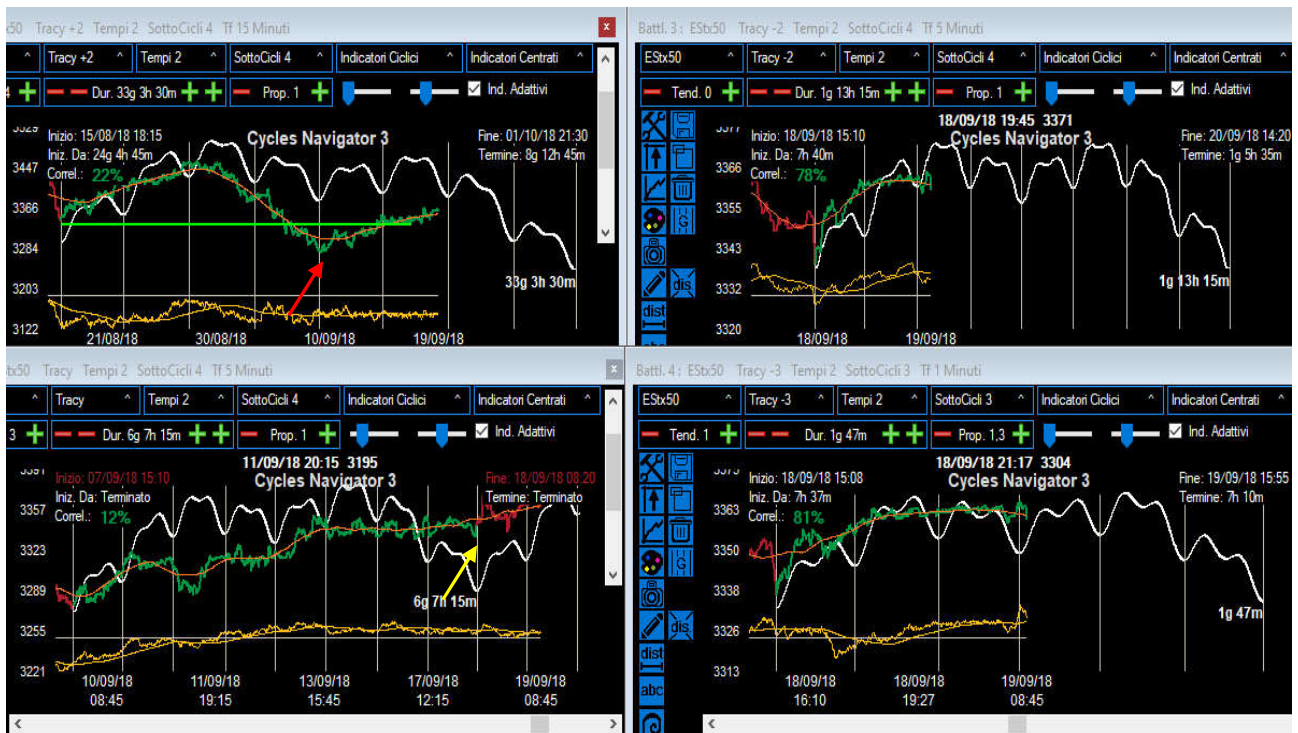 x50 Tracy +2 Tempi 2 SottoCicli 4 Tf 15 Minuti x
^ Tracy +2 ^ Tempi 2 ^ SottoCicli 4 ^ Indicatori Ciclici ^ Indicatori Centrati ^
4 Dur. 33g 3h 30m Prop. 1 Ind. Adattivi
Inizio: 15/08/18 18:15 Cycles Navigator 3 Fine: 01/10/18 21:30
Iniz. Da: 24g 4h 45m Termine: 8g 12h 45m
Correl.: 22%
3529
3447
3366
3284
3203
3122
33g 3h 30m
21/08/18 30/08/18 10/09/18 19/09/18
Battl. 3 : EStx50 Tracy -2 Tempi 2 SottoCicli 4 Tf 5 Minuti
EStx50 ^ Tracy -2 ^ Tempi 2 ^ SottoCicli 4 ^ Indicatori Ciclici ^ Indicatori Centrati ^
Tend. 0 Dur. 1g 13h 15m Prop. 1 Ind. Adattivi
18/09/18 19:45 3371
Inizio: 18/09/18 15:10 Cycles Navigator 3 Fine: 20/09/18 14:20
Iniz. Da: 7h 40m Termine: 1g 5h 35m
Correl.: 78%
3377
3366
3355
3343
3332
3320
1g 13h 15m
18/09/18 19/09/18
G
dis
dist
Stx50 Tracy Tempi 2 SottoCicli 4 Tf 5 Minuti x
^ Tracy ^ Tempi 2 ^ SottoCicli 4 ^ Indicatori Ciclici ^ Indicatori Centrati ^
3 Dur. 6g 7h 15m Prop. 1 Ind. Adattivi
11/09/18 20:15 3195
Inizio: 07/09/18 15:10 Cycles Navigator 3 Fine: 18/09/18 08:20
Iniz. Da: Terminato Termine: Terminato
Correl.: 12%
3391
3357
3323
3289
3255
3221
6g 7h 15m
10/09/18 11/09/18 13/09/18 17/09/18 19/09/18
08:45 19:15 15:45 12:15 08:45
Battl. 4 : EStx50 Tracy -3 Tempi 2 SottoCicli 3 Tf 1 Minuti
EStx50 ^ Tracy -3 ^ Tempi 2 ^ SottoCicli 3 ^ Indicatori Ciclici ^ Indicatori Centrati ^
Tend. 1 Dur. 1g 47m Prop. 1,3 Ind. Adattivi
18/09/18 21:17 3304
Inizio: 18/09/18 15:08 Cycles Navigator 3 Fine: 19/09/18 15:55
Iniz. Da: 7h 37m Termine: 7h 10m
Correl.: 81%
3375
3363
3350
3338
3326
3313
1g 47m
18/09/18 18/09/18 19/09/18
16:10 19:27 08:45
G
dis
dist
abc